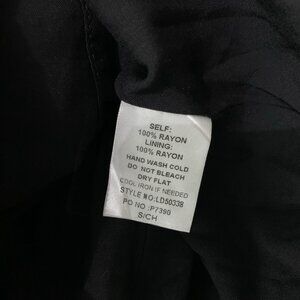 SELF:
100% RAYON
LINING:
100% RAYON
HAND WASH COLD
DO NOT BLEACH
DRY FLAT
COOL IRON IF NEEDED
STYLE NO:LD50338
PO NO :P7390
S/CH